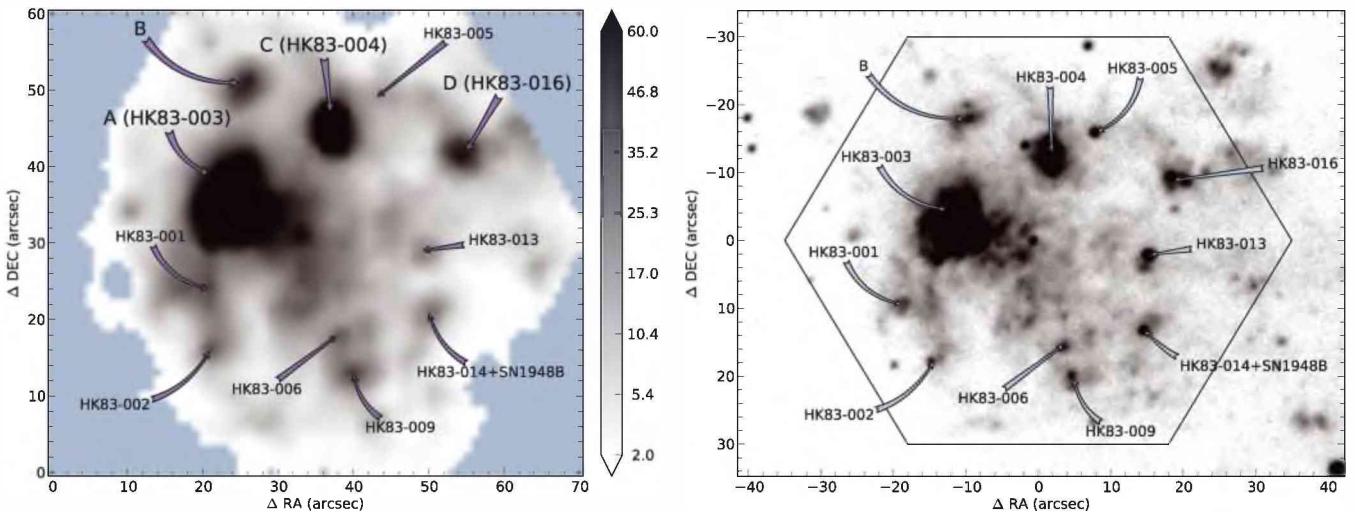 60
50
40
30
20
10
0
Δ DEC (arcsec)
0 10 20 30 40 50 60 70
Δ RA (arcsec)
B
C (HK83-004)
HK83-005
D (HK83-016)
A (HK83-003)
HK83-001
HK83-013
HK83-002
HK83-006
HK83-014+SN1948B
HK83-009
60.0
46.8
35.2
25.3
17.0
10.4
5.4
2.0
−30
−20
−10
0
10
20
30
Δ DEC (arcsec)
−40 −30 −20 −10 0 10 20 30 40
Δ RA (arcsec)
B
HK83-004
HK83-005
HK83-003
HK83-016
HK83-001
HK83-013
HK83-014+SN1948B
HK83-006
HK83-002
HK83-009